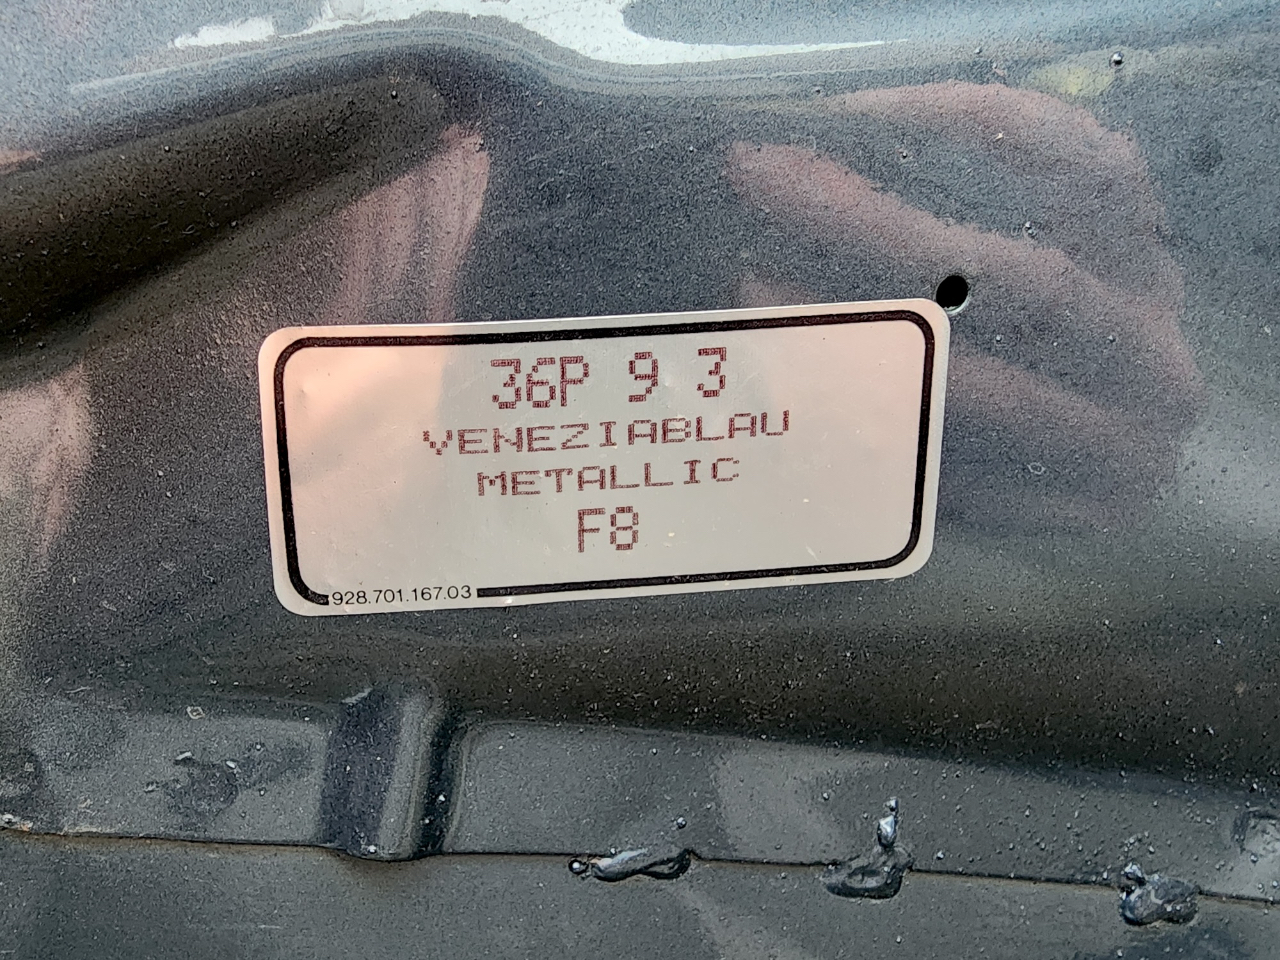 36P 9 3
VENEZIABLAU
METALLIC
F8
928.701.167.03